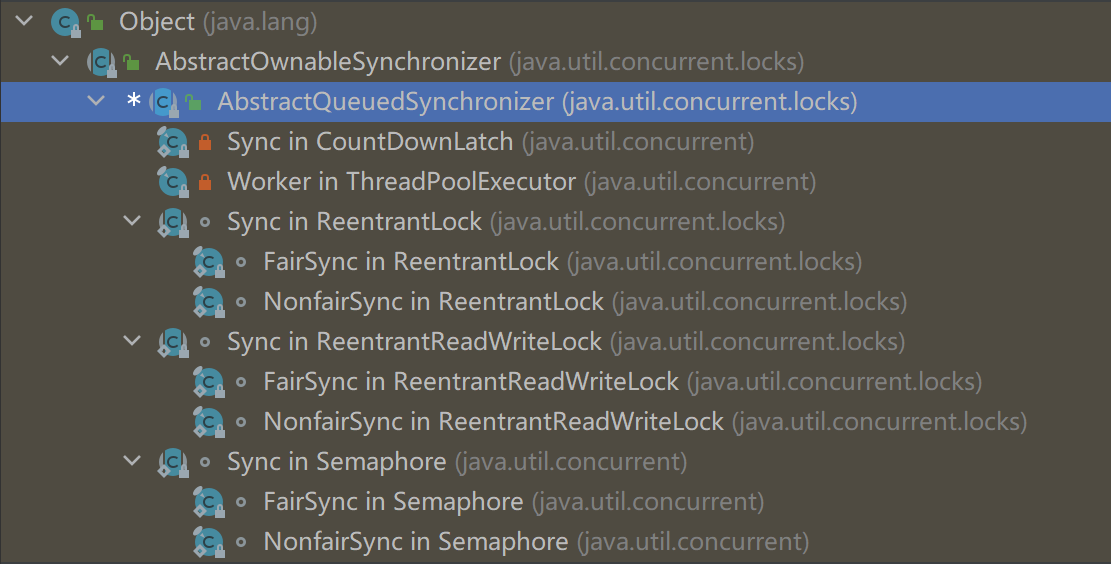 Object (java.lang)
AbstractOwnableSynchronizer (java.util.concurrent.locks)
* AbstractQueuedSynchronizer (java.util.concurrent.locks)
Sync in CountDownLatch (java.util.concurrent)
Worker in ThreadPoolExecutor (java.util.concurrent)
Sync in ReentrantLock (java.util.concurrent.locks)
FairSync in ReentrantLock (java.util.concurrent.locks)
NonfairSync in ReentrantLock (java.util.concurrent.locks)
Sync in ReentrantReadWriteLock (java.util.concurrent.locks)
FairSync in ReentrantReadWriteLock (java.util.concurrent.locks)
NonfairSync in ReentrantReadWriteLock (java.util.concurrent.locks)
Sync in Semaphore (java.util.concurrent)
FairSync in Semaphore (java.util.concurrent)
NonfairSync in Semaphore (java.util.concurrent)